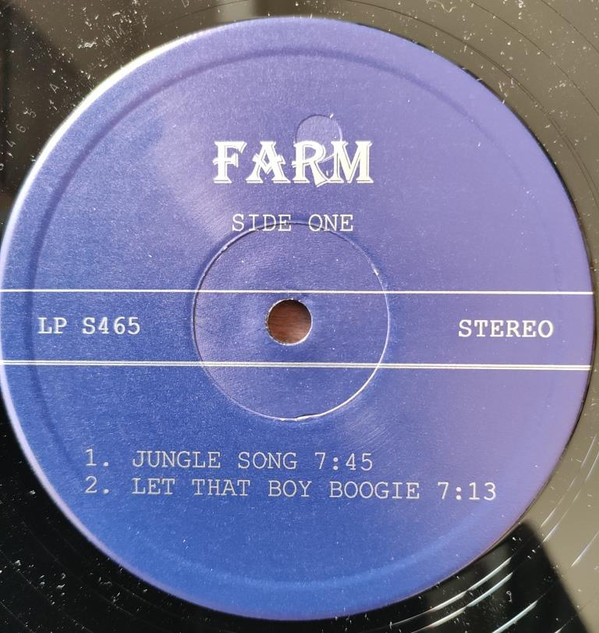 FARM
SIDE ONE
LP S465
STEREO
1. JUNGLE SONG 7:45
2. LET THAT BOY BOOGIE 7:13